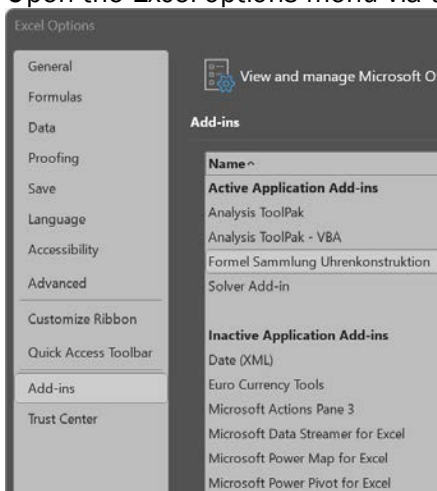 Open the Excel options menu via
Excel Options
General
Formulas
Data
Proofing
Save
Language
Accessibility
Advanced
Customize Ribbon
Quick Access Toolbar
Add-ins
Trust Center
View and manage Microsoft O
Add-ins
Name
Active Application Add-ins
Analysis ToolPak
Analysis ToolPak - VBA
Formel Sammlung Uhrenkonstruktion
Solver Add-in
Inactive Application Add-ins
Date (XML)
Euro Currency Tools
Microsoft Actions Pane 3
Microsoft Data Streamer for Excel
Microsoft Power Map for Excel
Microsoft Power Pivot for Excel